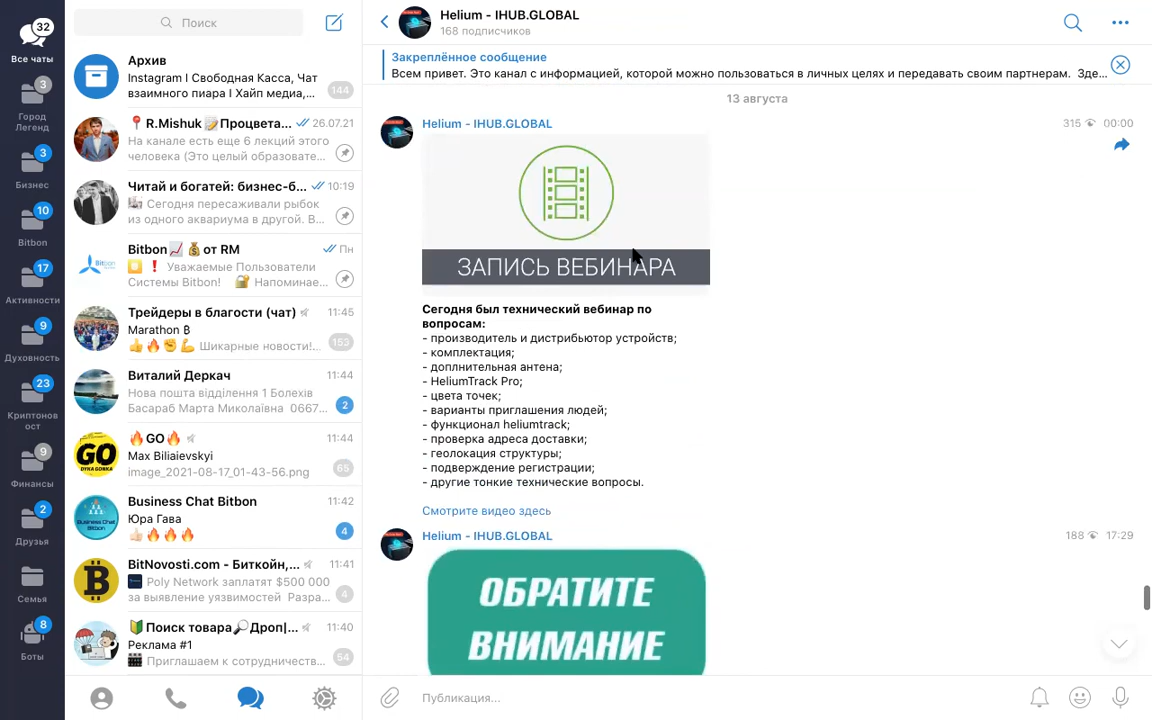 32
Все чаты
3
Город
Легенд
3
Бизнес
10
Bitbon
17
Активности
9
Духовность
23
Криптонов
ост
9
Финансы
2
Друзья
Семья
8
Боты
Поиск
Архив
Instagram I Свободная Касса, Чат
взаимного пиара I Хайп медиа,...
144
R.Mishuk Процвета... 26.07.21
На канале есть еще 6 лекций этого
человека (Это целый образовате...
Читай и богатей: бизнес-б... 10:19
Сегодня пересаживали рыбок
из одного аквариума в другой. В...
Bitbon
Bitbon от RM Пн
Уважаемые Пользователи
Системы Bitbon! Напоминае...
Трейдеры в благости (чат) 11:45
Marathon ₿
Шикарные новости!...
153
Виталий Деркач 11:44
Нова пошта відділення 1 Болехів
Басараб Марта Миколаївна 0667...
2
GO
DYKA GONKA
GO 11:44
Max Biliaievskyi
image_2021-08-17_01-43-56.png
65
Business Chat
Bitbon
Business Chat Bitbon 11:42
Юра Гава
4
BitNovosti.com - Биткойн,... 11:41
Poly Network заплатят $500 000
за выявление уязвимостей Разра...
4
Поиск товара Дроп|... 11:40
Реклама #1
Приглашаем к сотрудничеств...
54
Helium - IHUB.GLOBAL
168 подписчиков
Закреплённое сообщение
Всем привет. Это канал с информацией, которой можно пользоваться в личных целях и передавать своим партнерам. Зде...
13 августа
Helium - IHUB.GLOBAL 315 00:00
ЗАПИСЬ ВЕБИНАРА
Сегодня был технический вебинар по
вопросам:
- производитель и дистрибьютор устройств;
- комплектация;
- доплнительная антена;
- HeliumTrack Pro;
- цвета точек;
- варианты приглашения людей;
- функционал heliumtrack;
- проверка адреса доставки;
- геолокация структуры;
- подверждение регистрации;
- другие тонкие технические вопросы.
Смотрите видео здесь
Helium - IHUB.GLOBAL 188 17:29
ОБРАТИТЕ
ВНИМАНИЕ
Публикация...